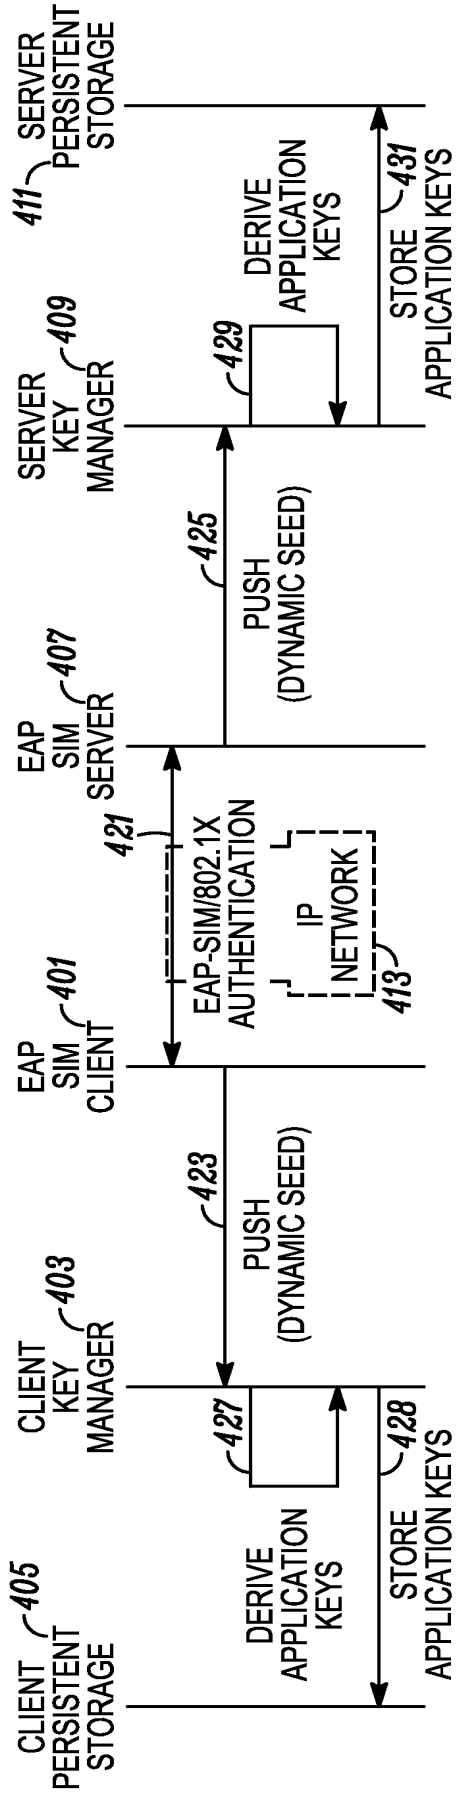 CLIENT
PERSISTENT
STORAGE
405
CLIENT
KEY
MANAGER
403
EAP
SIM
CLIENT
401
EAP
SIM
SERVER
407
SERVER
KEY
MANAGER
409
411
SERVER
PERSISTENT
STORAGE
421
EAP-SIM/802.1X
AUTHENTICATION
IP
NETWORK
413
423
PUSH
(DYNAMIC SEED)
425
PUSH
(DYNAMIC SEED)
427
DERIVE
APPLICATION
KEYS
429
DERIVE
APPLICATION
KEYS
428
STORE
APPLICATION KEYS
431
STORE
APPLICATION KEYS